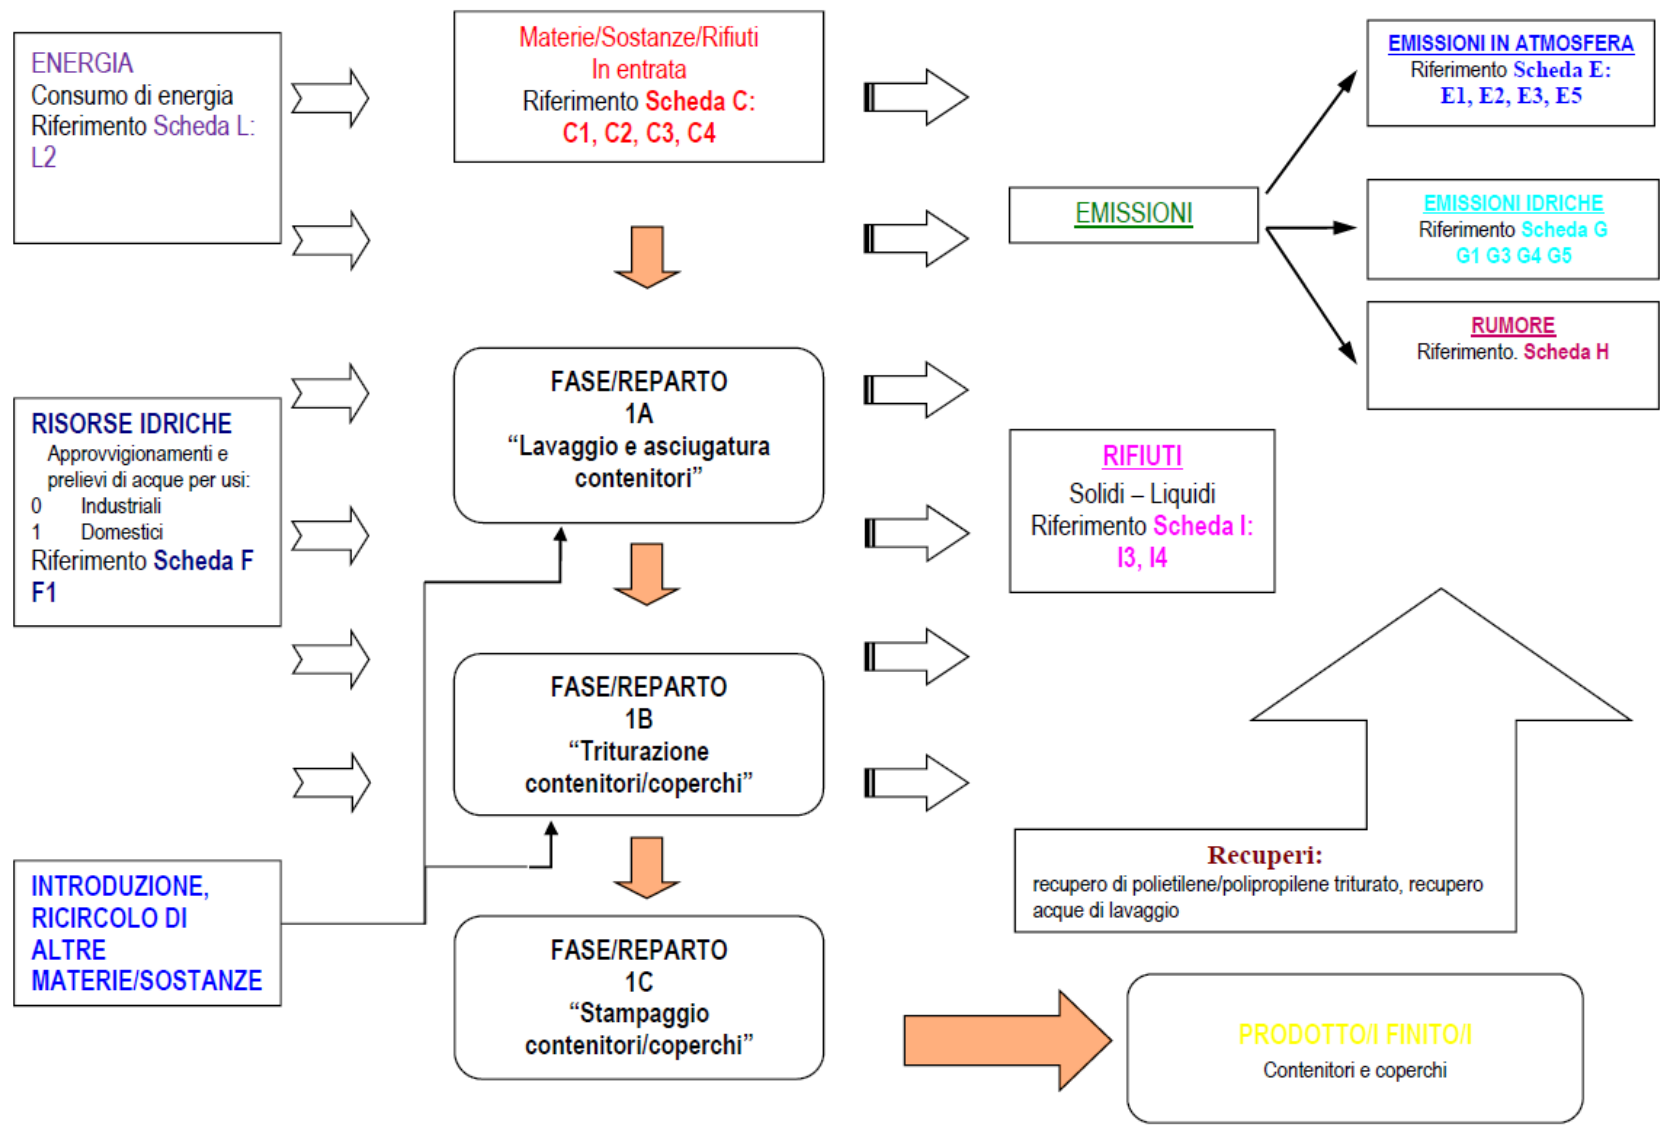 ENERGIA
Consumo di energia
Riferimento Scheda L:
L2
Materie/Sostanze/Rifiuti
In entrata
Riferimento Scheda C:
C1, C2, C3, C4
EMISSIONI IN ATMOSFERA
Riferimento Scheda E:
E1, E2, E3, E5
EMISSIONI
EMISSIONI IDRICHE
Riferimento Scheda G
G1 G3 G4 G5
RUMORE
Riferimento. Scheda H
RISORSE IDRICHE
Approvvigionamenti e
prelievi di acque per usi:
0 Industriali
1 Domestici
Riferimento Scheda F
F1
FASE/REPARTO
1A
“Lavaggio e asciugatura
contenitori”
RIFIUTI
Solidi – Liquidi
Riferimento Scheda I:
I3, I4
FASE/REPARTO
1B
“Triturazione
contenitori/coperchi”
Recuperi:
recupero di polietilene/polipropilene triturato, recupero
acque di lavaggio
INTRODUZIONE,
RICIRCOLO DI
ALTRE
MATERIE/SOSTANZE
FASE/REPARTO
1C
“Stampaggio
contenitori/coperchi”
PRODOTTO/I FINITO/I
Contenitori e coperchi